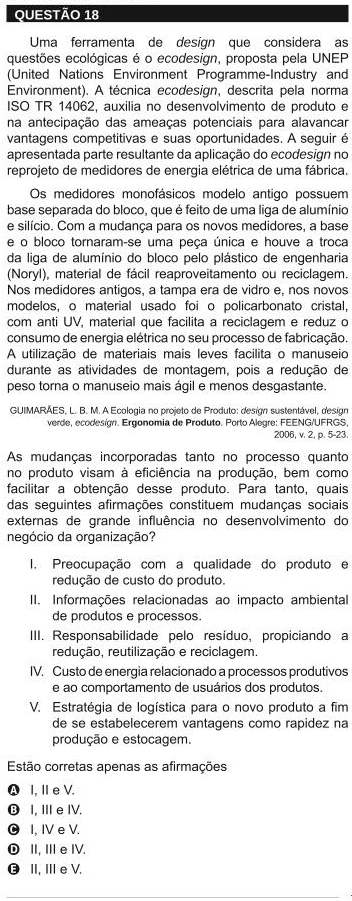 QUESTÃO 18
Uma ferramenta de design que considera as
questões ecológicas é o ecodesign, proposta pela UNEP
(United Nations Environment Programme-Industry and
Environment). A técnica ecodesign, descrita pela norma
ISO TR 14062, auxilia no desenvolvimento de produto e
na antecipação das ameaças potenciais para alavancar
vantagens competitivas e suas oportunidades. A seguir é
apresentada parte resultante da aplicação do ecodesign no
reprojeto de medidores de energia elétrica de uma fábrica.
Os medidores monofásicos modelo antigo possuem
base separada do bloco, que é feito de uma liga de alumínio
e silício. Com a mudança para os novos medidores, a base
e o bloco tornaram-se uma peça única e houve a troca
da liga de alumínio do bloco pelo plástico de engenharia
(Noryl), material de fácil reaproveitamento ou reciclagem.
Nos medidores antigos, a tampa era de vidro e, nos novos
modelos, o material usado foi o policarbonato cristal,
com anti UV, material que facilita a reciclagem e reduz o
consumo de energia elétrica no seu processo de fabricação.
A utilização de materiais mais leves facilita o manuseio
durante as atividades de montagem, pois a redução de
peso torna o manuseio mais ágil e menos desgastante.
GUIMARÃES, L. B. M. A Ecologia no projeto de Produto: design sustentável, design
verde, ecodesign. Ergonomia de Produto. Porto Alegre: FEENG/UFRGS,
2006, v. 2, p. 5-23.
As mudanças incorporadas tanto no processo quanto
no produto visam à eficiência na produção, bem como
facilitar a obtenção desse produto. Para tanto, quais
das seguintes afirmações constituem mudanças sociais
externas de grande influência no desenvolvimento do
negócio da organização?
I. Preocupação com a qualidade do produto e
redução de custo do produto.
II. Informações relacionadas ao impacto ambiental
de produtos e processos.
III. Responsabilidade pelo resíduo, propiciando a
redução, reutilização e reciclagem.
IV. Custo de energia relacionado a processos produtivos
e ao comportamento de usuários dos produtos.
V. Estratégia de logística para o novo produto a fim
de se estabelecerem vantagens como rapidez na
produção e estocagem.
Estão corretas apenas as afirmações
A I, II e V.
B I, III e IV.
C I, IV e V.
D II, III e IV.
E II, III e V.